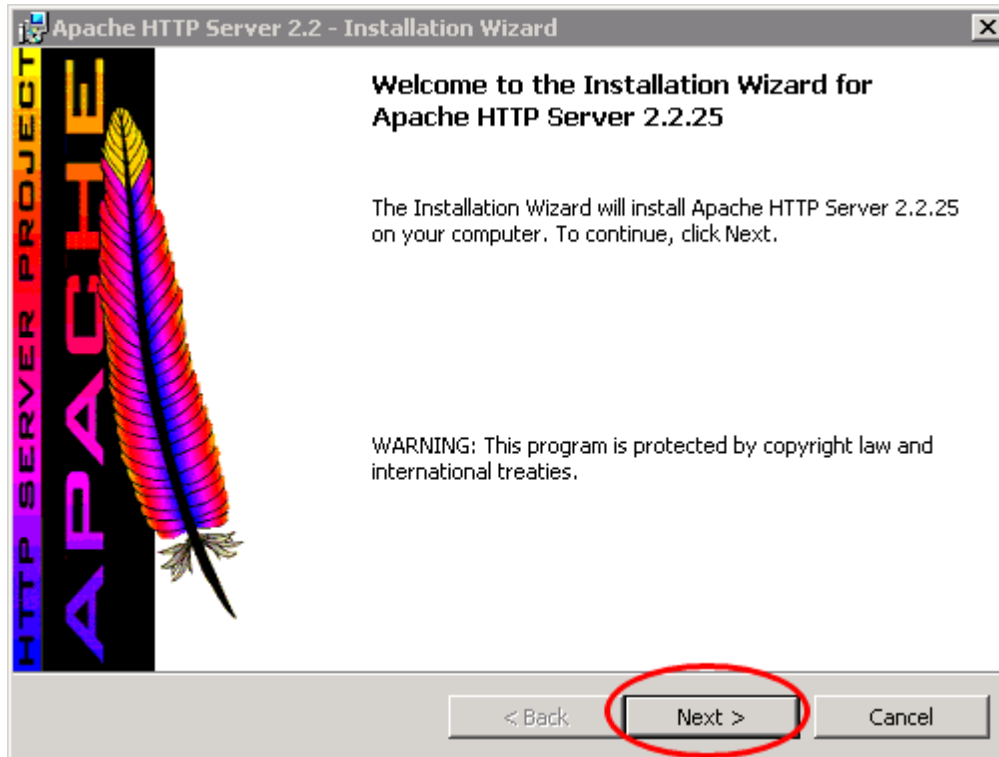 Apache HTTP Server 2.2 - Installation Wizard
HTTP SERVER PROJECT
APACHE
Welcome to the Installation Wizard for
Apache HTTP Server 2.2.25
The Installation Wizard will install Apache HTTP Server 2.2.25
on your computer. To continue, click Next.
WARNING: This program is protected by copyright law and
international treaties.
< Back
Next >
Cancel